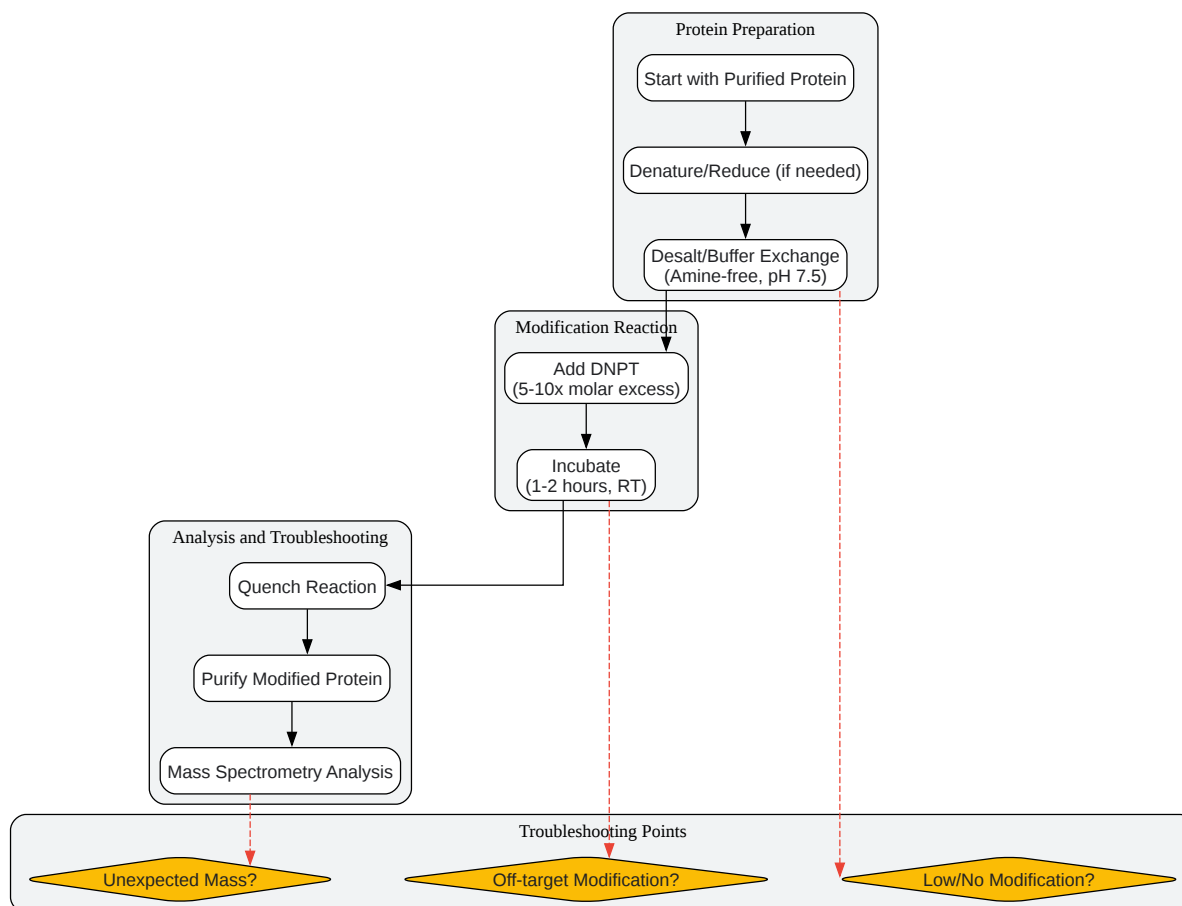 Protein Preparation
Start with Purified Protein
Denature/Reduce (if needed)
Desalt/Buffer Exchange
(Amine-free, pH 7.5)
Modification Reaction
Add DNPT
(5-10x molar excess)
Incubate
(1-2 hours, RT)
Analysis and Troubleshooting
Quench Reaction
Purify Modified Protein
Mass Spectrometry Analysis
Troubleshooting Points
Unexpected Mass?
Off-target Modification?
Low/No Modification?